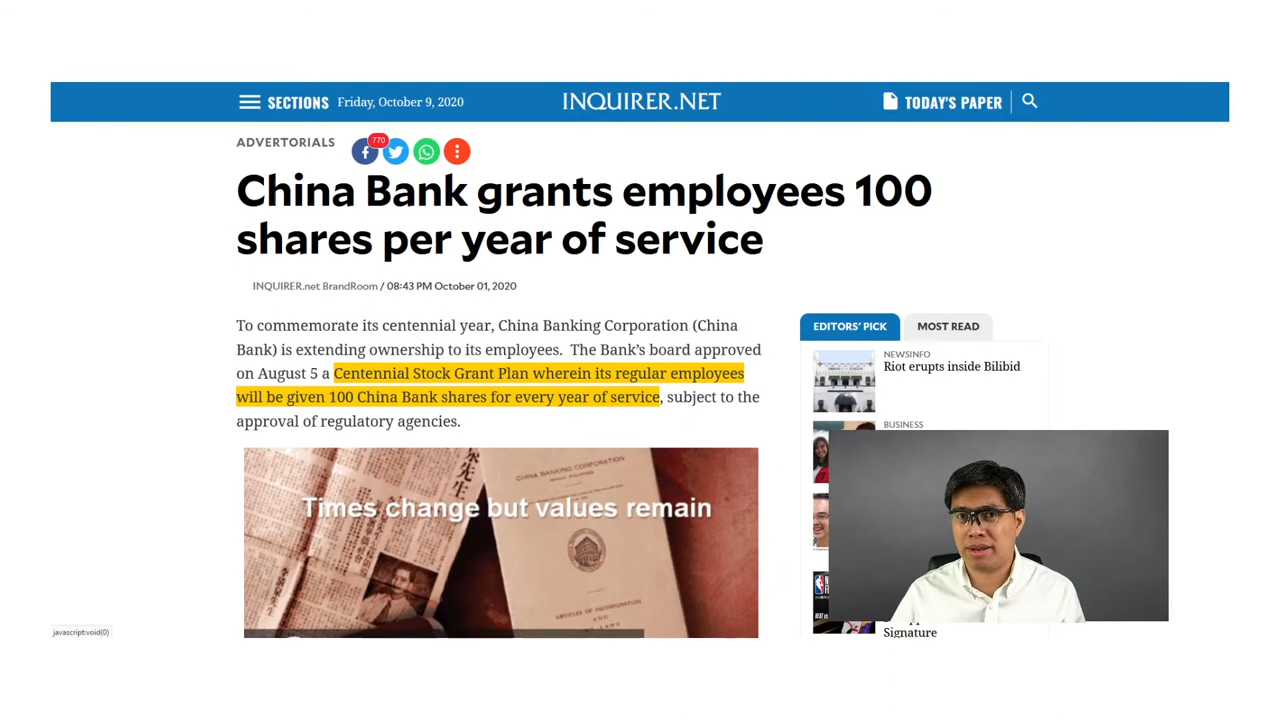 SECTIONS Friday, October 9, 2020 INQUIRER.NET TODAY'S PAPER
ADVERTORIALS
770
China Bank grants employees 100
shares per year of service
INQUIRER.net BrandRoom / 08:43 PM October 01, 2020
To commemorate its centennial year, China Banking Corporation (China
Bank) is extending ownership to its employees. The Bank's board approved
on August 5 a Centennial Stock Grant Plan wherein its regular employees
will be given 100 China Bank shares for every year of service, subject to the
approval of regulatory agencies.
CHINA BANKING CORPORATION
Times change but values remain
ARTICLES OF INCORPORATION
AND
EDITORS' PICK MOST READ
NEWSINFO
Riot erupts inside Bilibid
BUSINESS
Signature
javascript:void(0)